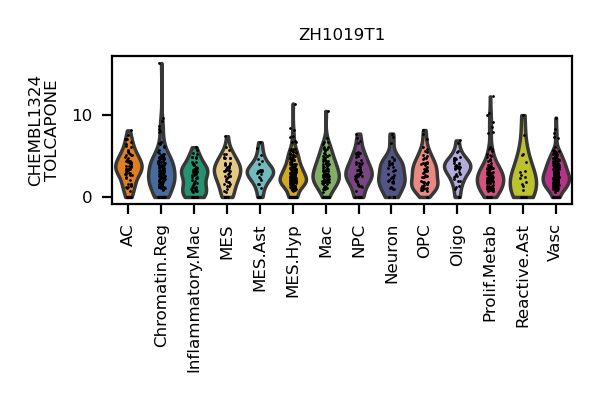 ZH1019T1
CHEMBL1324
TOLCAPONE
10
0
AC
Chromatin.Reg
Inflammatory.Mac
MES
MES.Ast
MES.Hyp
Mac
NPC
Neuron
OPC
Oligo
Prolif.Metab
Reactive.Ast
Vasc